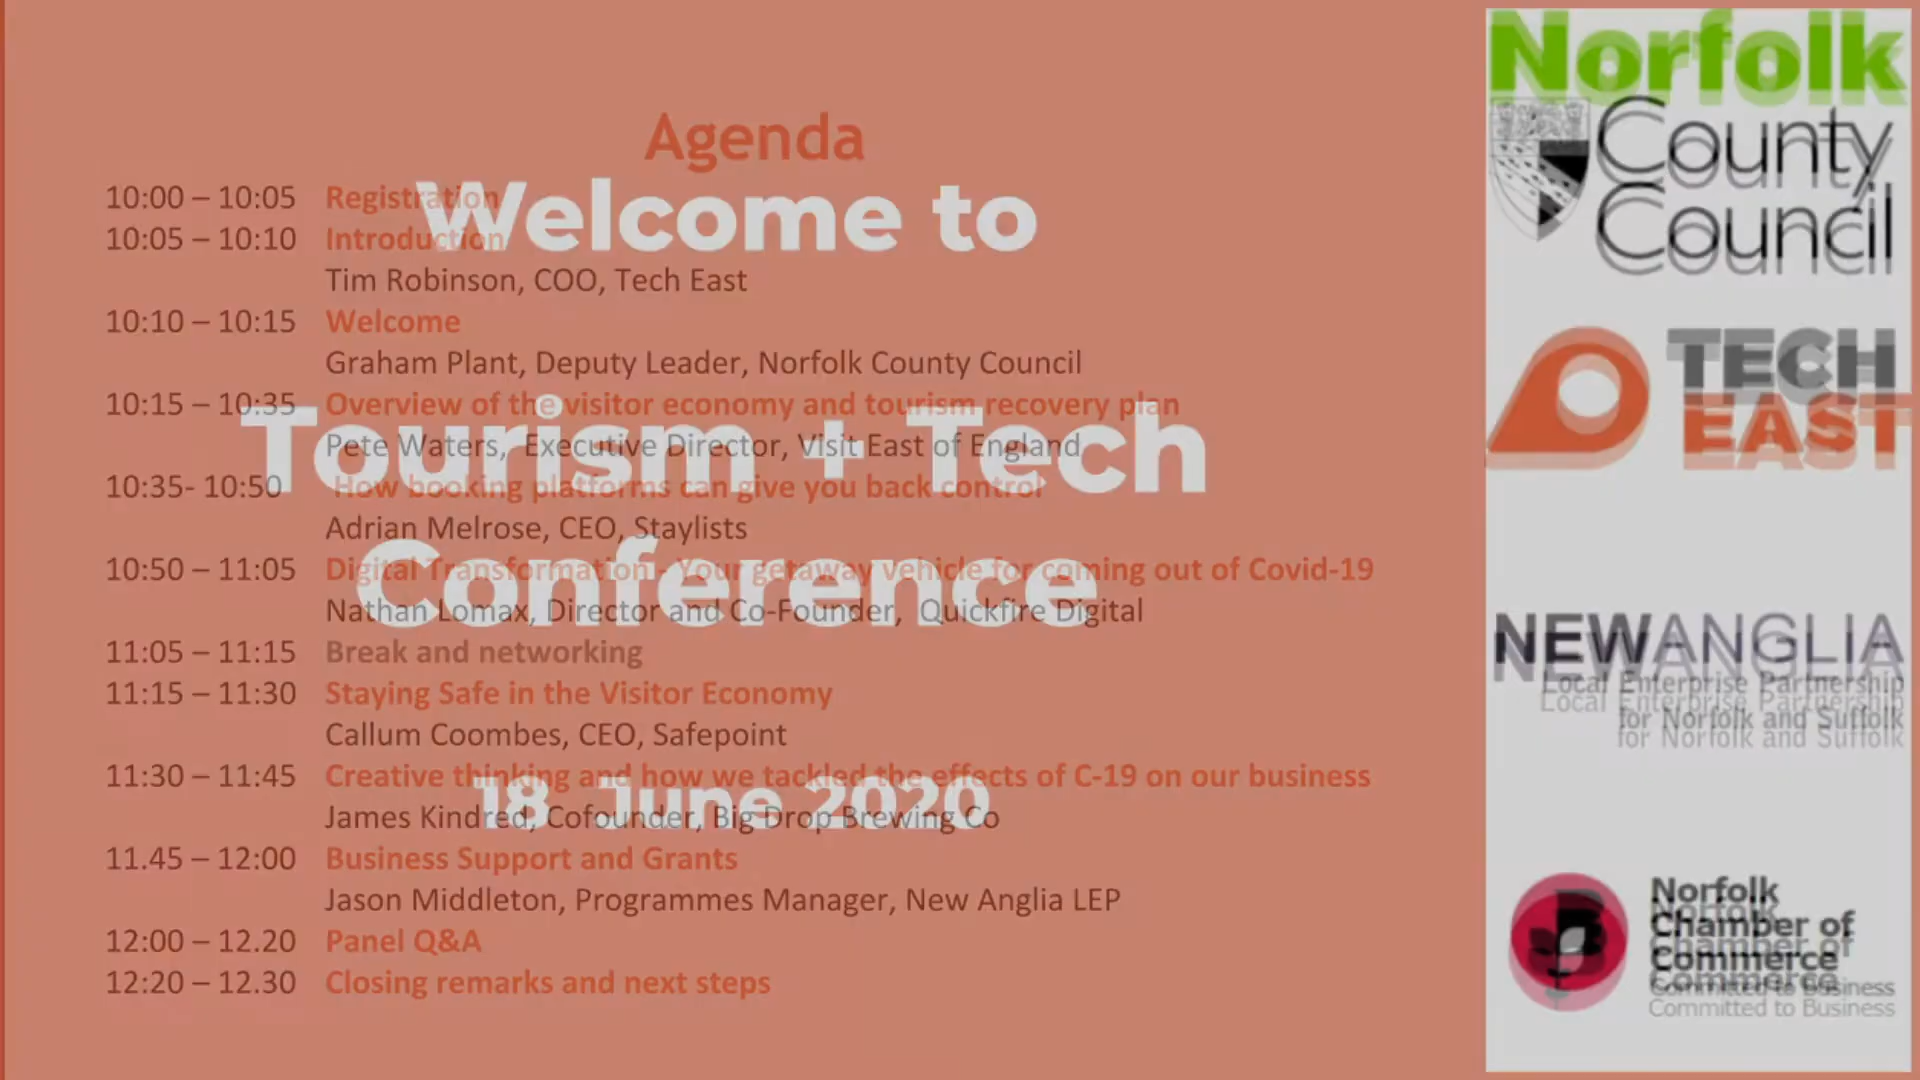 Agenda
10:00 – 10:05 Registration
10:05 – 10:10 Introduction
Tim Robinson, COO, Tech East
10:10 – 10:15 Welcome
Graham Plant, Deputy Leader, Norfolk County Council
10:15 – 10:35 Overview of the visitor economy and tourism recovery plan
Pete Waters, Executive Director, Visit East of England
10:35- 10:50 How booking platforms can give you back control
Adrian Melrose, CEO, Staylists
10:50 – 11:05 Digital Transformation - Your getaway vehicle for coming out of Covid-19
Nathan Lomax, Director and Co-Founder, Quickfire Digital
11:05 – 11:15 Break and networking
11:15 – 11:30 Staying Safe in the Visitor Economy
Callum Coombes, CEO, Safepoint
11:30 – 11:45 Creative thinking and how we tackled the effects of C-19 on our business
James Kindred, Cofounder, Big Drop Brewing Co
11.45 – 12:00 Business Support and Grants
Jason Middleton, Programmes Manager, New Anglia LEP
12:00 – 12.20 Panel Q&A
12:20 – 12.30 Closing remarks and next steps
Welcome to
Tourism + Tech
Conference
18 June 2020
Norfolk
County
Council
TECH
EAST
NEWANGLIA
Local Enterprise Partnership
for Norfolk and Suffolk
Norfolk
Chamber of
Commerce
Committed to Business